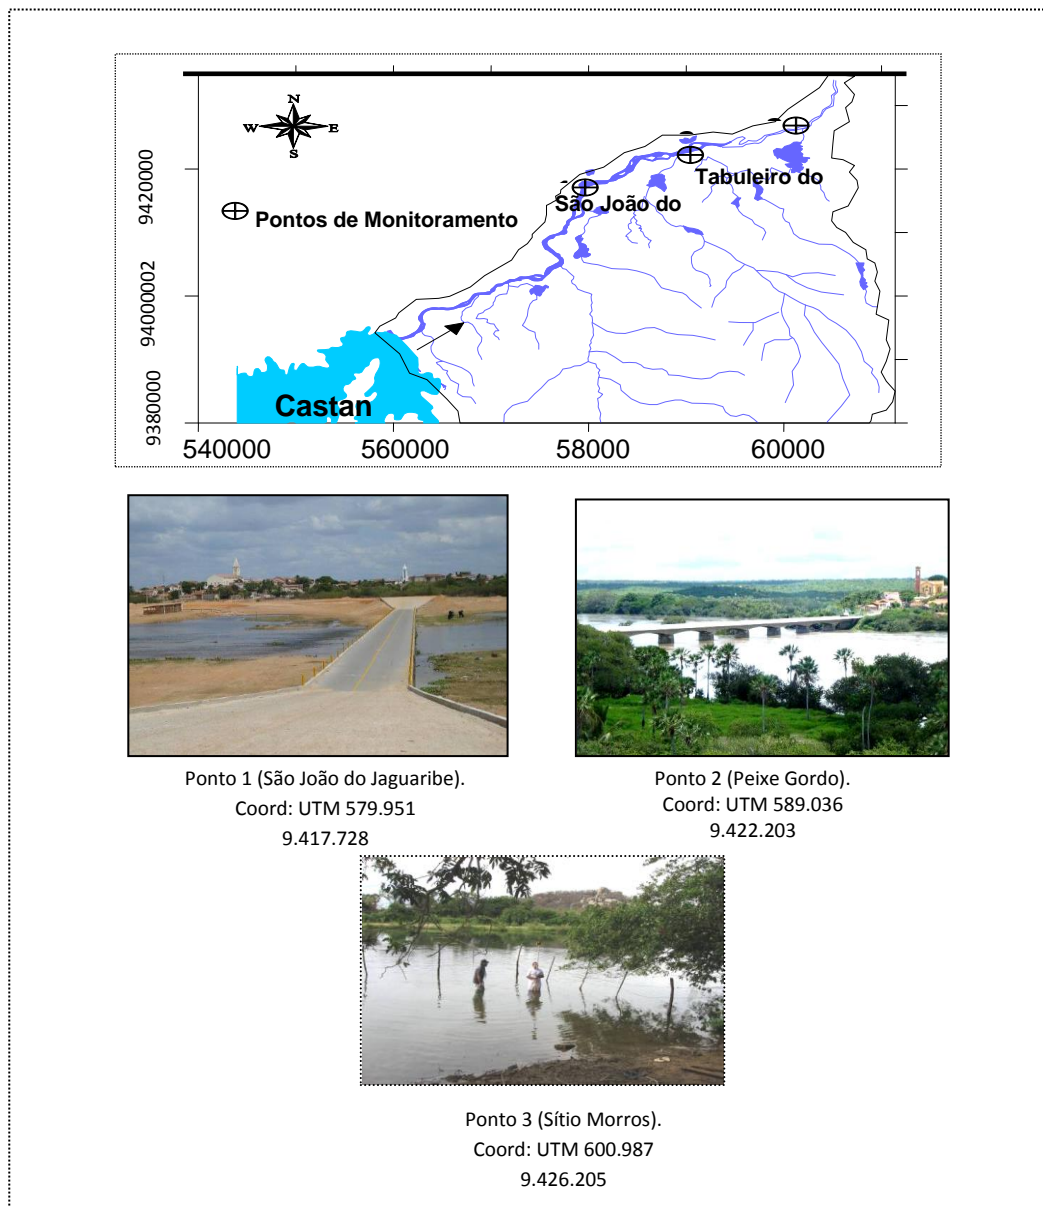 N
W E
S
Pontos de Monitoramento
Tabuleiro do
São João do
Castan
9420000
94000002
9380000
540000 560000 58000 60000
Ponto 1 (São João do Jaguaribe).
Coord: UTM 579.951
9.417.728
Ponto 2 (Peixe Gordo).
Coord: UTM 589.036
9.422.203
Ponto 3 (Sítio Morros).
Coord: UTM 600.987
9.426.205